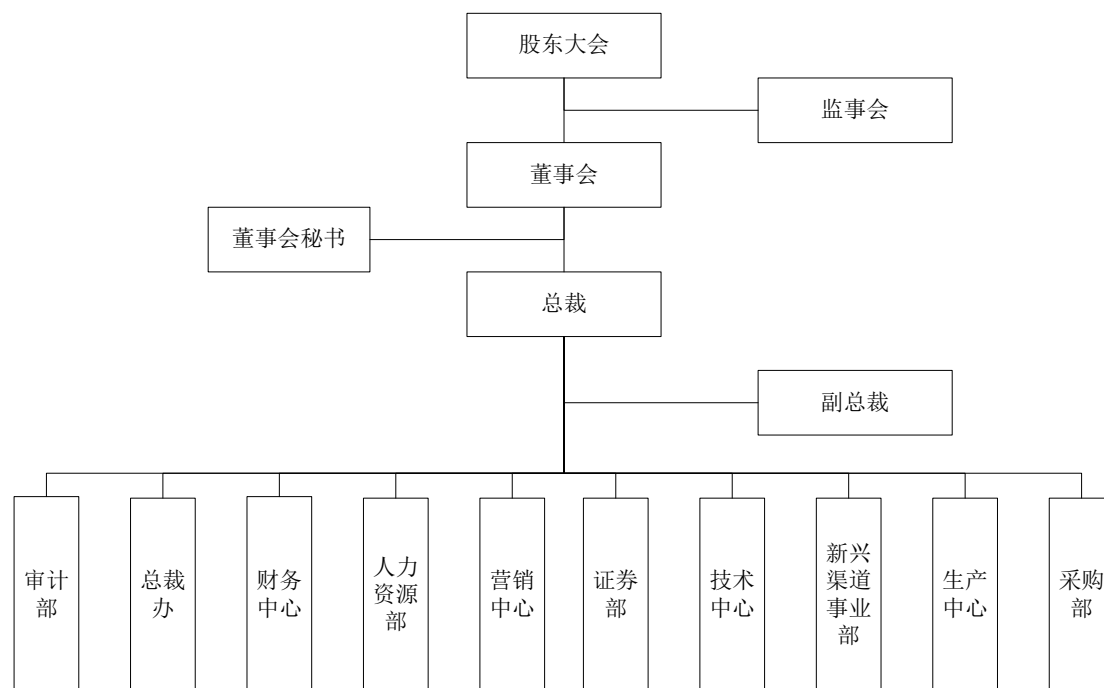 股东大会
监事会
董事会
董事会秘书
总裁
副总裁
审计
部
总裁
办
财务
中心
人力
资源
部
营销
中心
证券
部
技术
中心
新兴
渠道
事业
部
生产
中心
采购
部